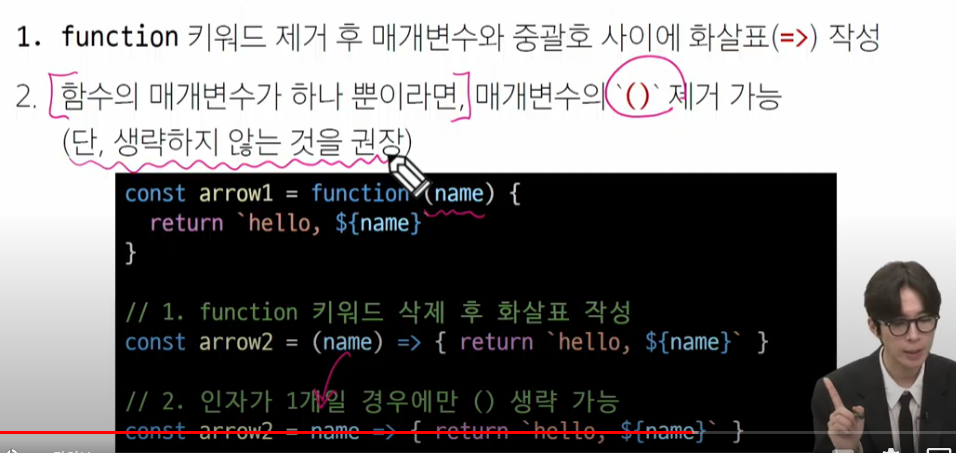 1. function 키워드 제거 후 매개변수와 중괄호 사이에 화살표(=>) 작성
2. 함수의 매개변수가 하나 뿐이라면, 매개변수의 `()` 제거 가능
(단, 생략하지 않는 것을 권장)
const arrow1 = function (name) {
return `hello, ${name}`
}
// 1. function 키워드 삭제 후 화살표 작성
const arrow2 = (name) => { return `hello, ${name}` }
// 2. 인자가 1개일 경우에만 () 생략 가능
const arrow2 = name => { return `hello, ${name}` }